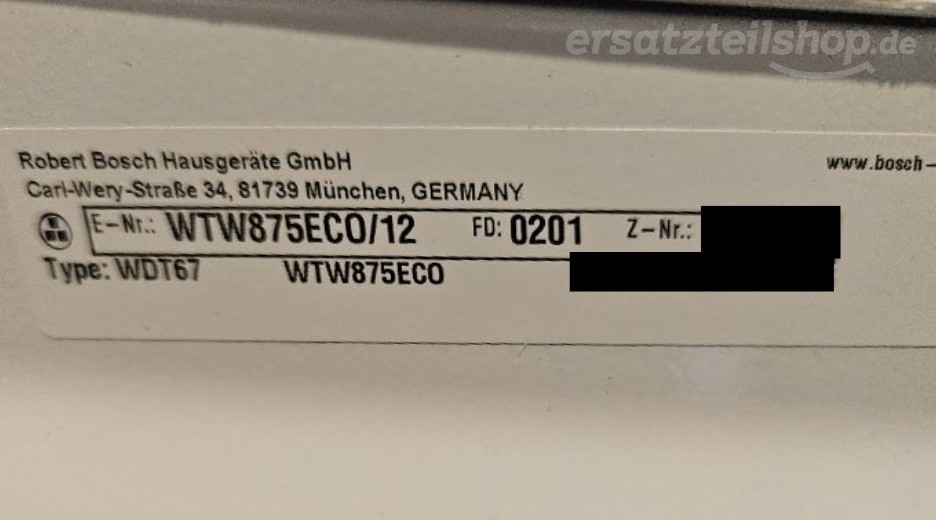 ersatzteilshop.de
Robert Bosch Hausgeräte GmbH
www.bosch-
Carl-Wery-Straße 34, 81739 München, GERMANY
E-Nr.: WTW875ECO/12 FD: 0201 Z-Nr.:
Type: WDT67 WTW875ECO